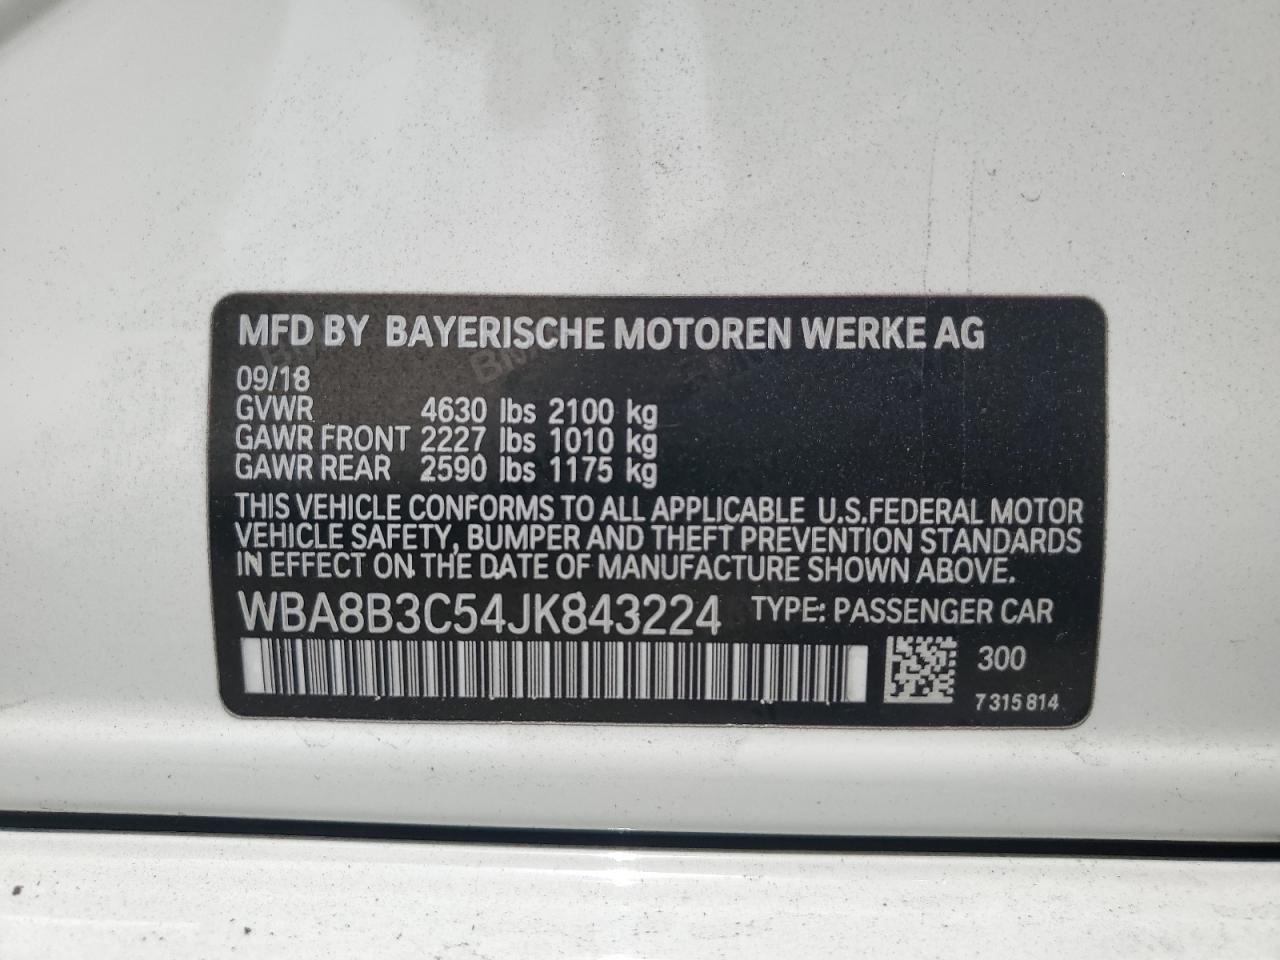 MFD BY BAYERISCHE MOTOREN WERKE AG
09/18
GVWR 4630 lbs 2100 kg
GAWR FRONT 2227 lbs 1010 kg
GAWR REAR 2590 lbs 1175 kg
THIS VEHICLE CONFORMS TO ALL APPLICABLE U.S.FEDERAL MOTOR
VEHICLE SAFETY, BUMPER AND THEFT PREVENTION STANDARDS
IN EFFECT ON THE DATE OF MANUFACTURE SHOWN ABOVE.
WBA8B3C54JK843224 TYPE: PASSENGER CAR
300
7 315 814